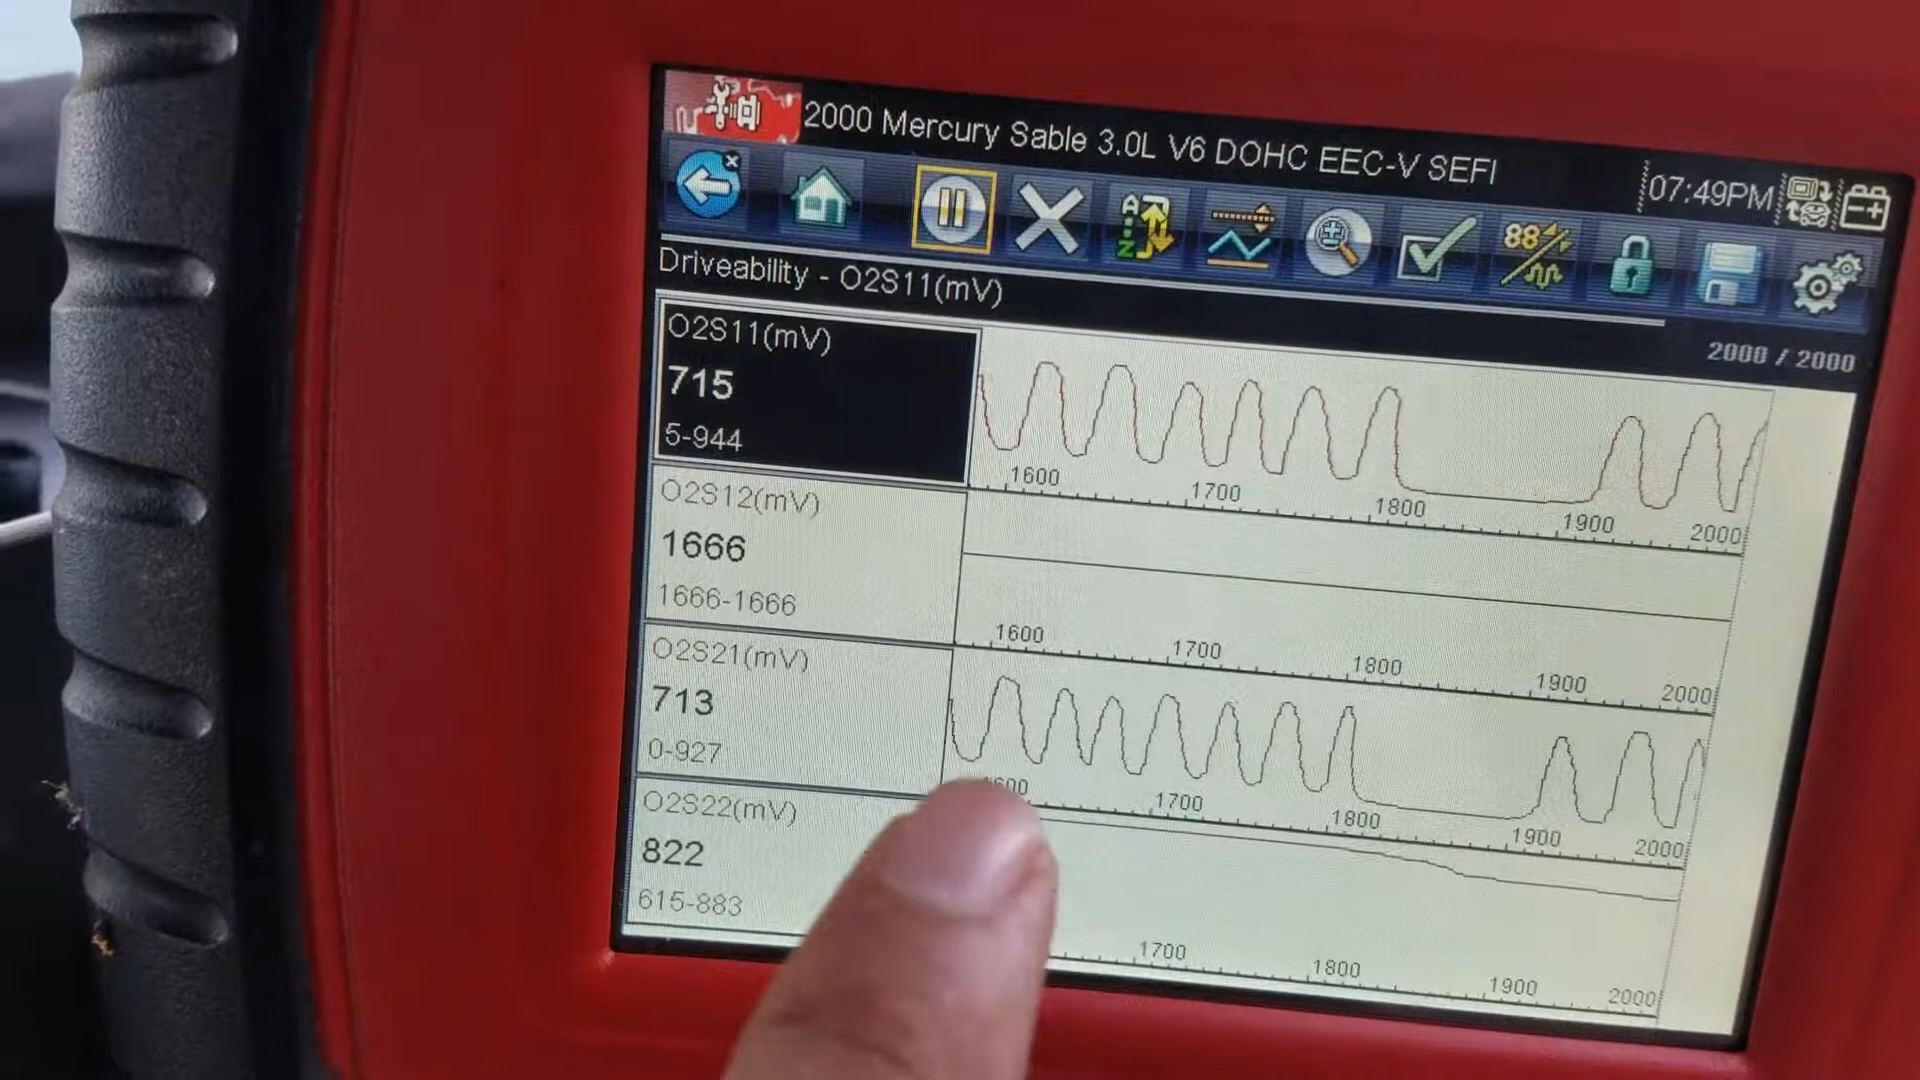 2000 Mercury Sable 3.0L V6 DOHC EEC-V SEFI
07:49PM
A
Z
88
Driveability - O2S11(mV)
2000 / 2000
O2S11(mV)
715
5-944
1600 1700 1800 1900 2000
O2S12(mV)
1666
1666-1666
1600 1700 1800 1900 2000
O2S21(mV)
713
0-927
1700 1800 1900 2000
O2S22(mV)
822
615-883
1700 1800 1900 2000